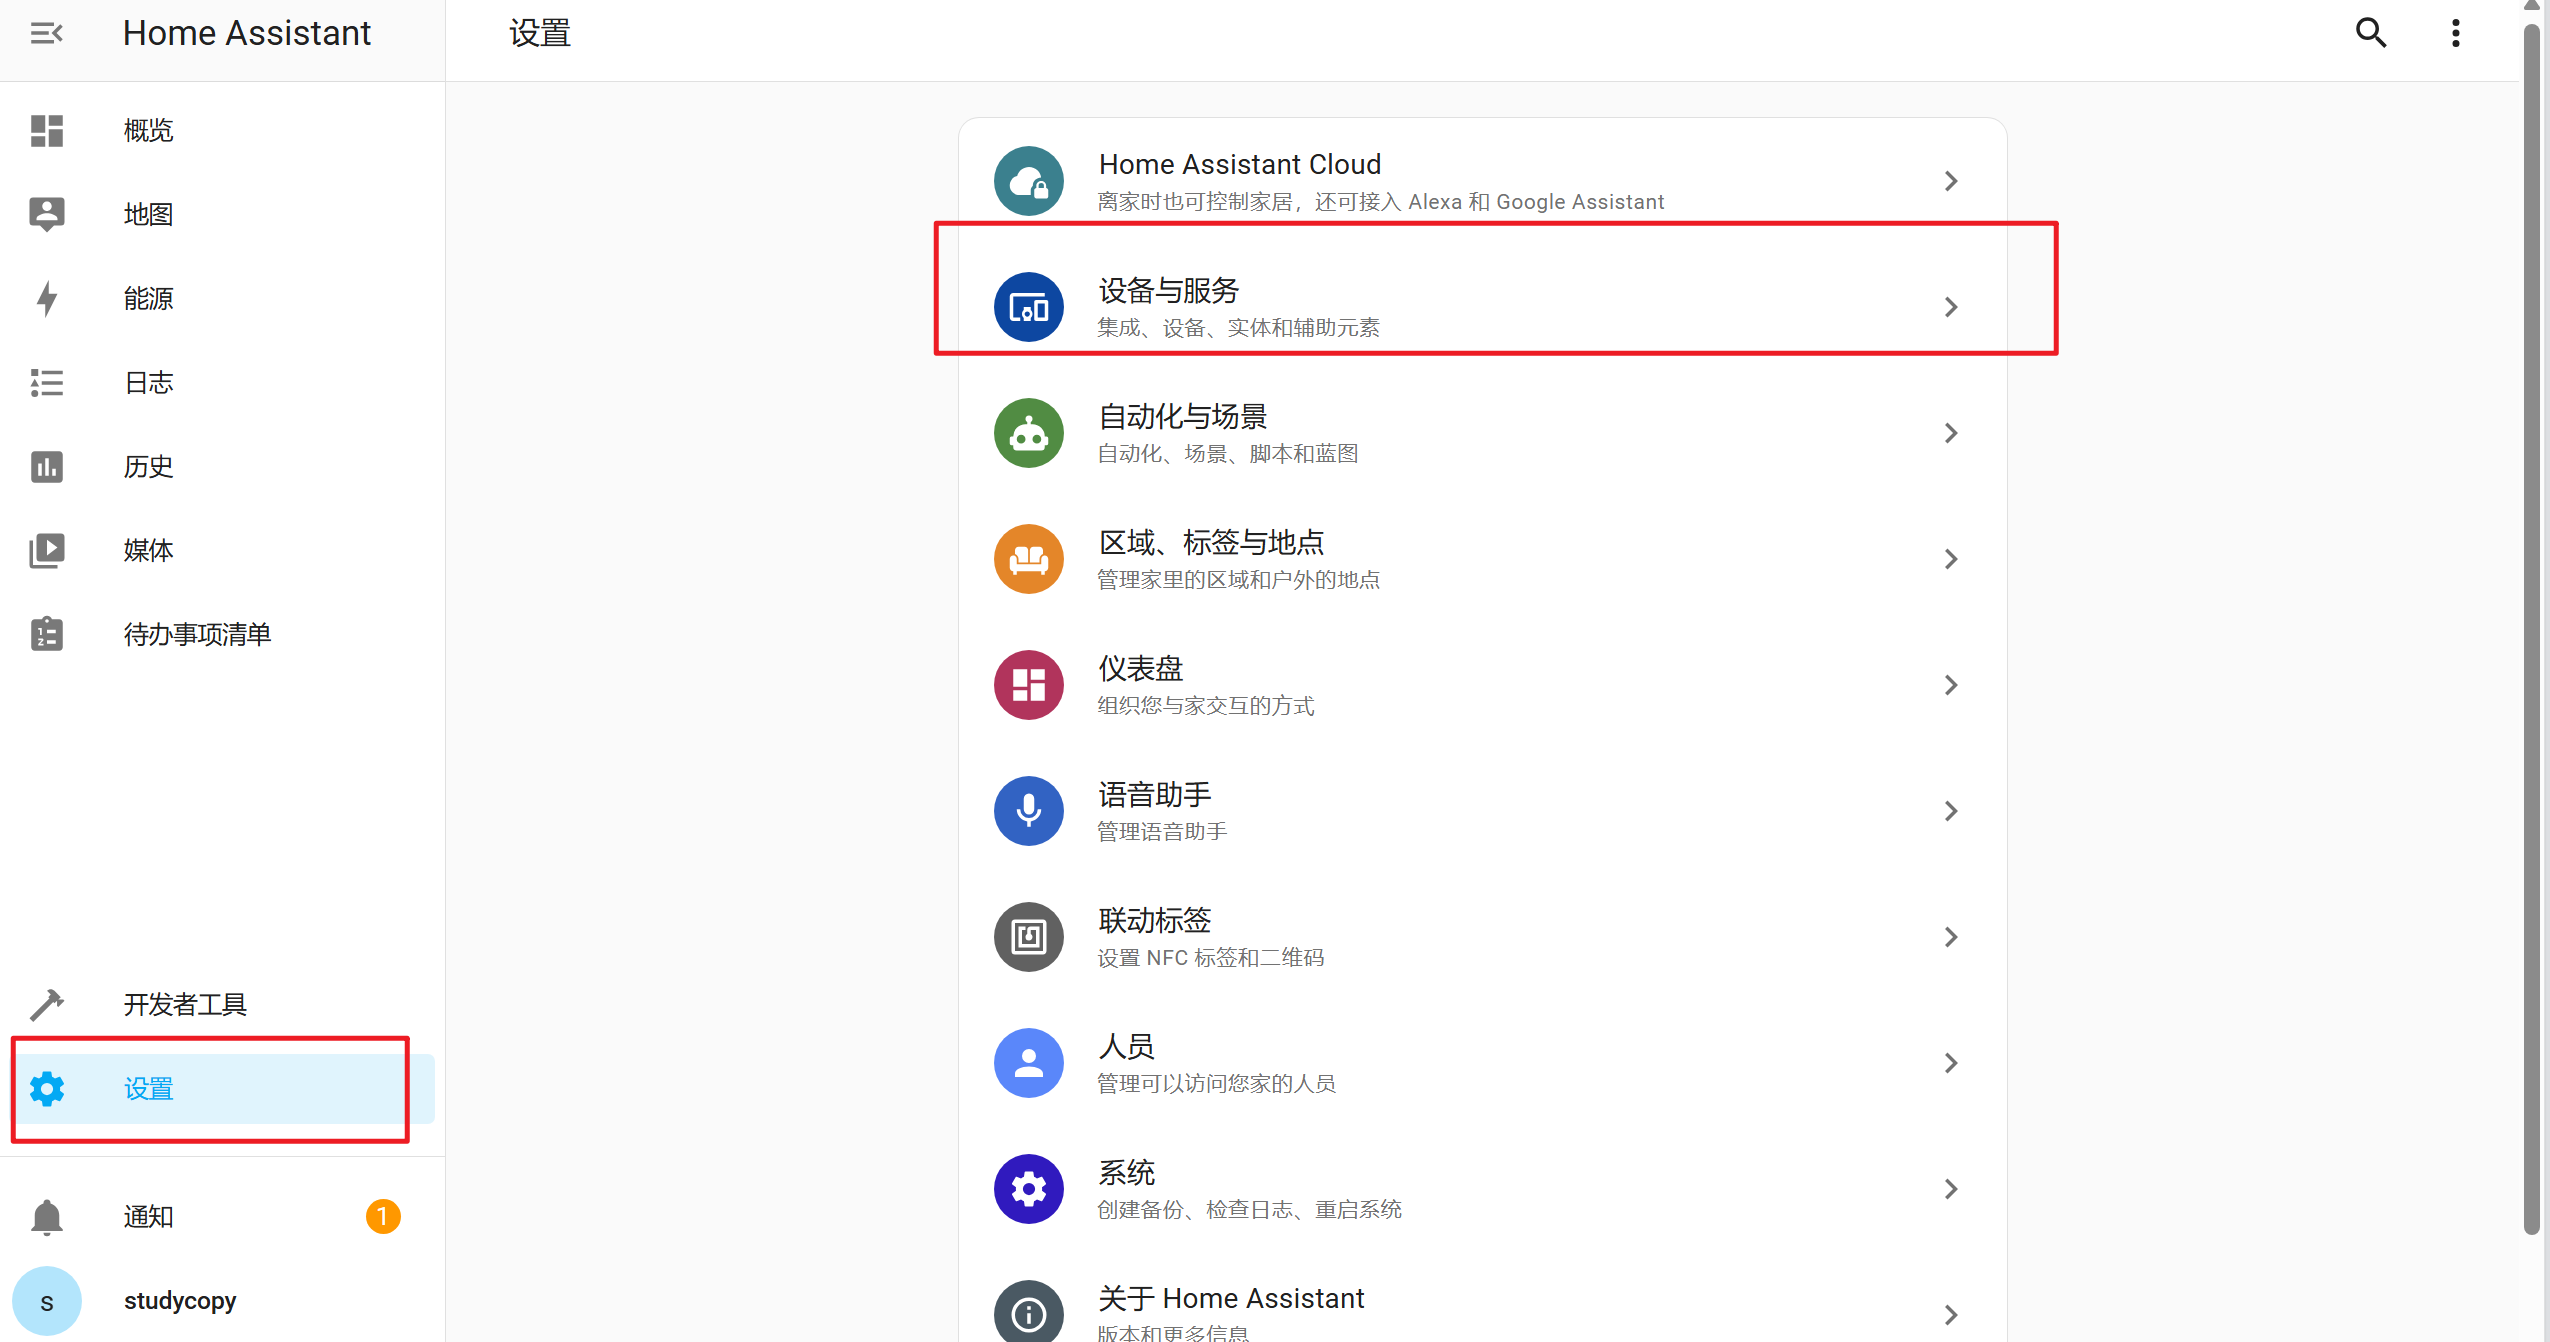 Home Assistant
概览
地图
能源
日志
历史
媒体
待办事项清单
开发者工具
设置
通知
1
s
studycopy
设置
Home Assistant Cloud
离家时也可控制家居，还可接入 Alexa 和 Google Assistant
设备与服务
集成、设备、实体和辅助元素
自动化与场景
自动化、场景、脚本和蓝图
区域、标签与地点
管理家里的区域和户外的地点
仪表盘
组织您与家交互的方式
语音助手
管理语音助手
联动标签
设置 NFC 标签和二维码
人员
管理可以访问您家的人员
系统
创建备份、检查日志、重启系统
关于 Home Assistant
版本和更多信息